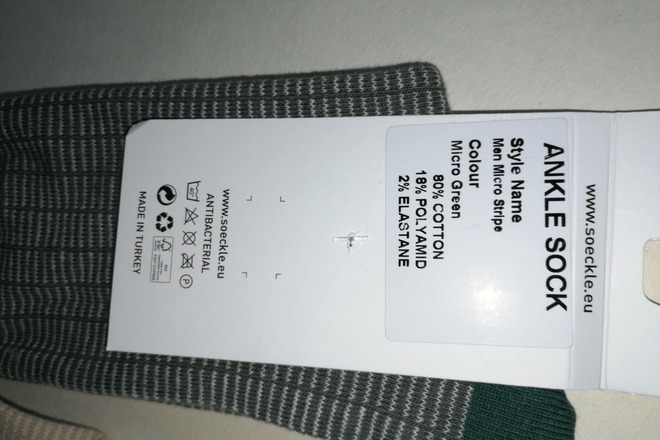 www.soeckle.eu
ANKLE SOCK
Style Name
Men Micro Stripe
Colour
Micro Green
80% COTTON
18% POLYAMID
2% ELASTANE
www.soeckle.eu
ANTIBACTERIAL
40°
P
MADE IN TURKEY